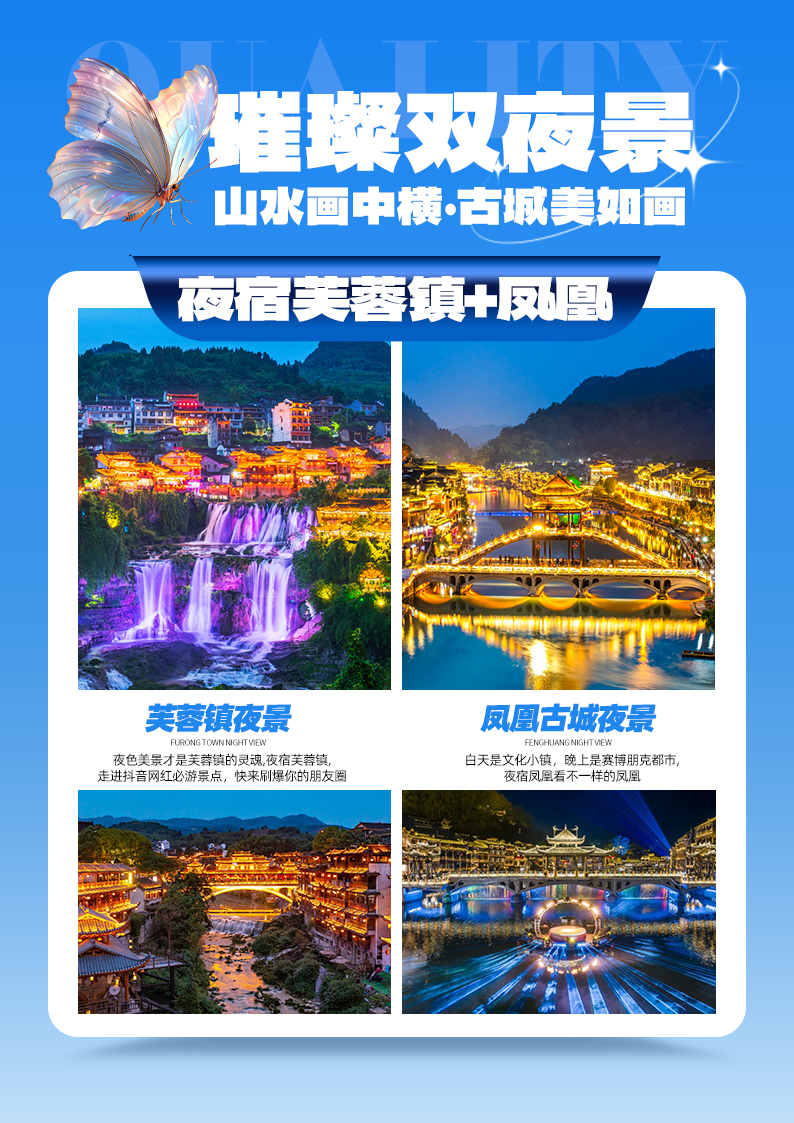 QUALITY
璀璨双夜景
山水画中横·古城美如画
夜宿芙蓉镇+凤凰
芙蓉镇夜景
FURONG TOWN NIGHT VIEW
夜色美景才是芙蓉镇的灵魂,夜宿芙蓉镇,
走进抖音网红必游景点，快来刷爆你的朋友圈
凤凰古城夜景
FENGHUANG NIGHT VIEW
白天是文化小镇，晚上是赛博朋克都市,
夜宿凤凰看不一样的凤凰